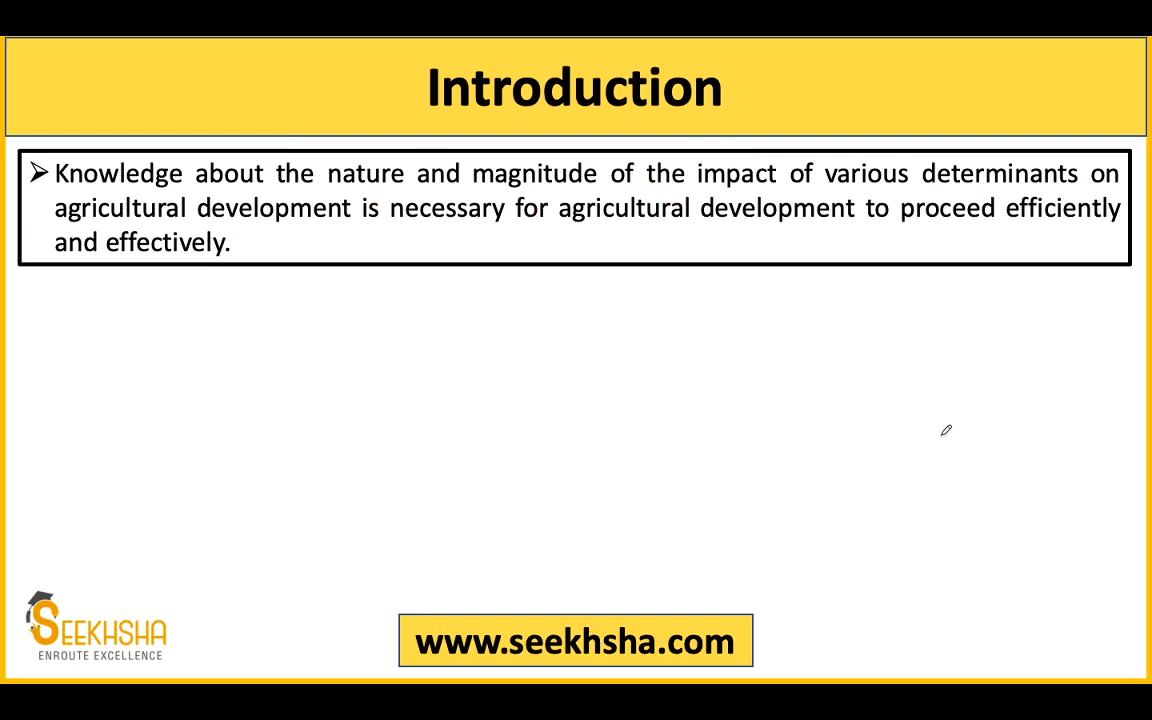 Introduction
➢ Knowledge about the nature and magnitude of the impact of various determinants on
agricultural development is necessary for agricultural development to proceed efficiently
and effectively.
SEEKHSHA
ENROUTE EXCELLENCE
www.seekhsha.com